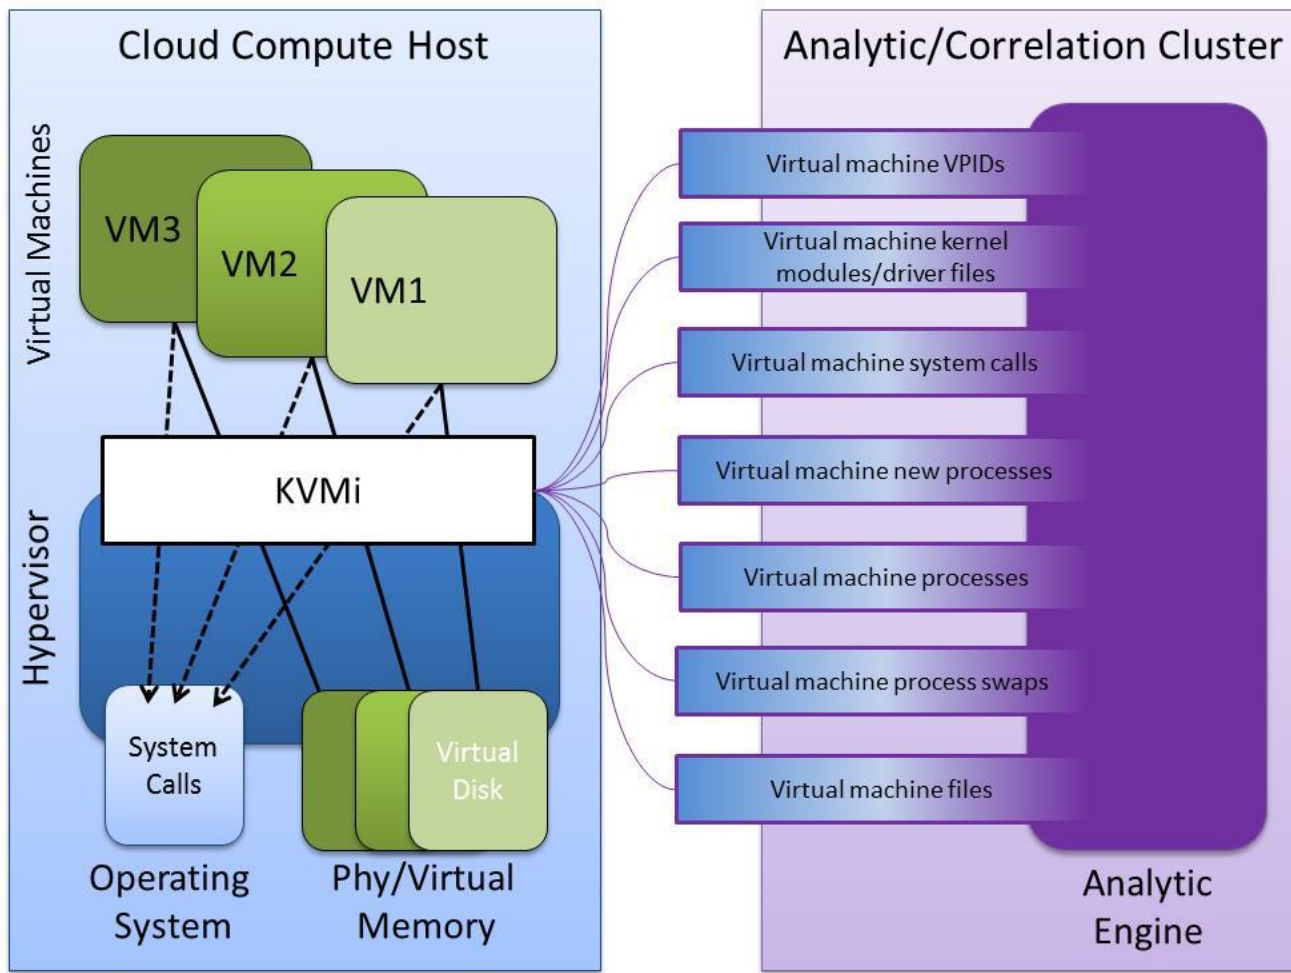 Cloud Compute Host
Virtual Machines
VM3
VM2
VM1
KVMi
Hypervisor
System
Calls
Virtual
Disk
Operating
System
Phy/Virtual
Memory
Analytic/Correlation Cluster
Virtual machine VPIDs
Virtual machine kernel
modules/driver files
Virtual machine system calls
Virtual machine new processes
Virtual machine processes
Virtual machine process swaps
Virtual machine files
Analytic
Engine